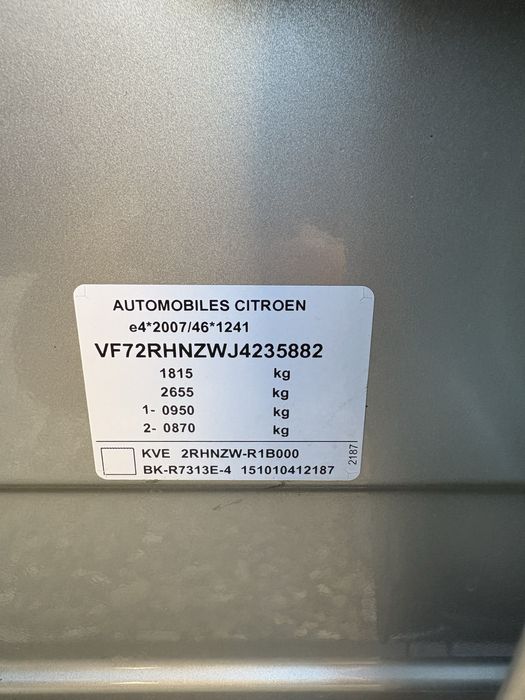 AUTOMOBILES CITROEN
e4*2007/46*1241
VF72RHNZWJ4235882
1815 kg
2655 kg
1- 0950 kg
2- 0870 kg
KVE 2RHNZW-R1B000
BK-R7313E-4 151010412187
2187